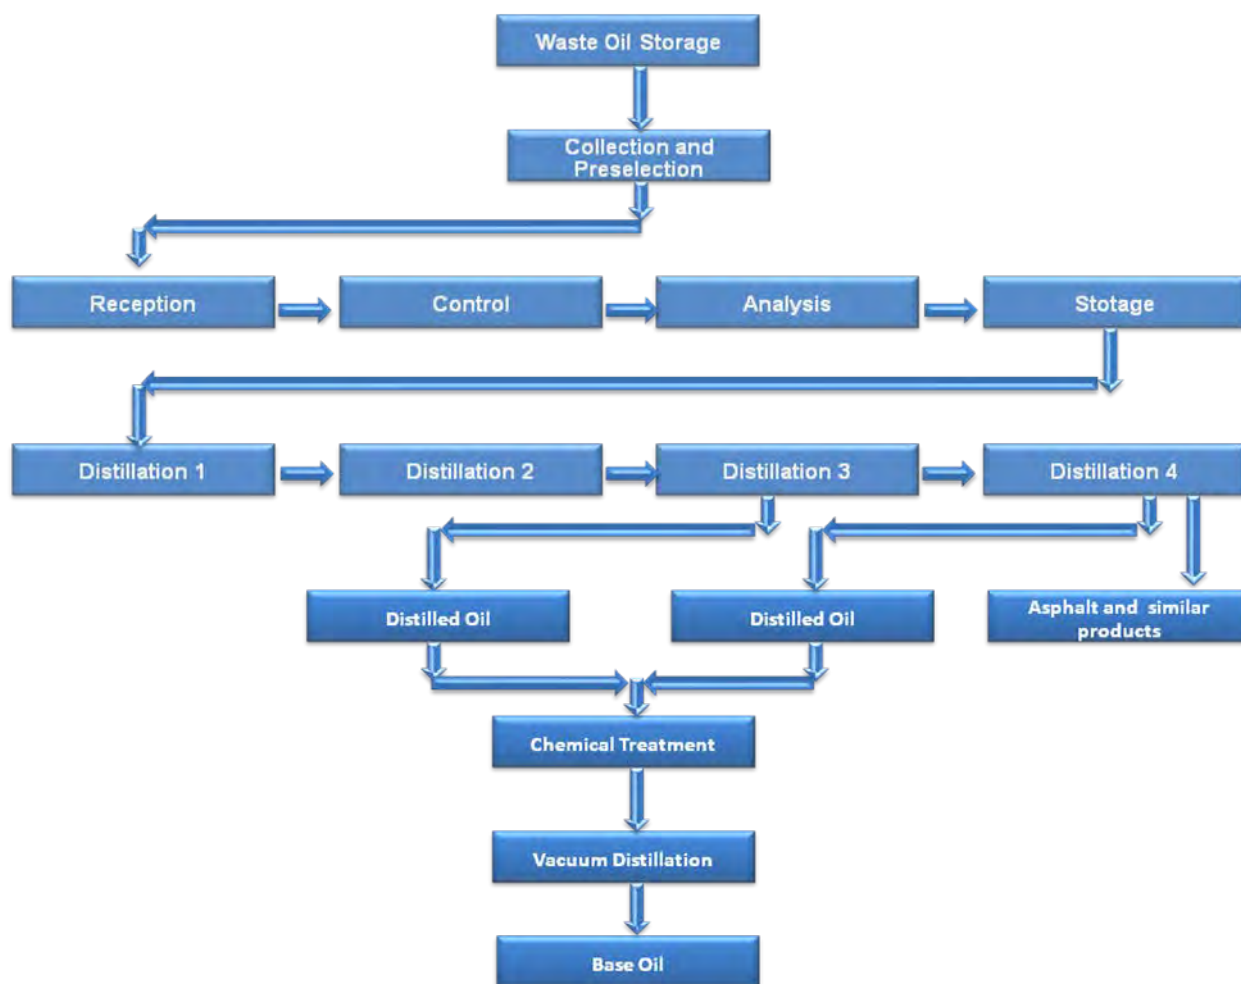 Waste Oil Storage
Collection and
Preselection
Reception
Control
Analysis
Stotage
Distillation 1
Distillation 2
Distillation 3
Distillation 4
Distilled Oil
Distilled Oil
Asphalt and similar
products
Chemical Treatment
Vacuum Distillation
Base Oil